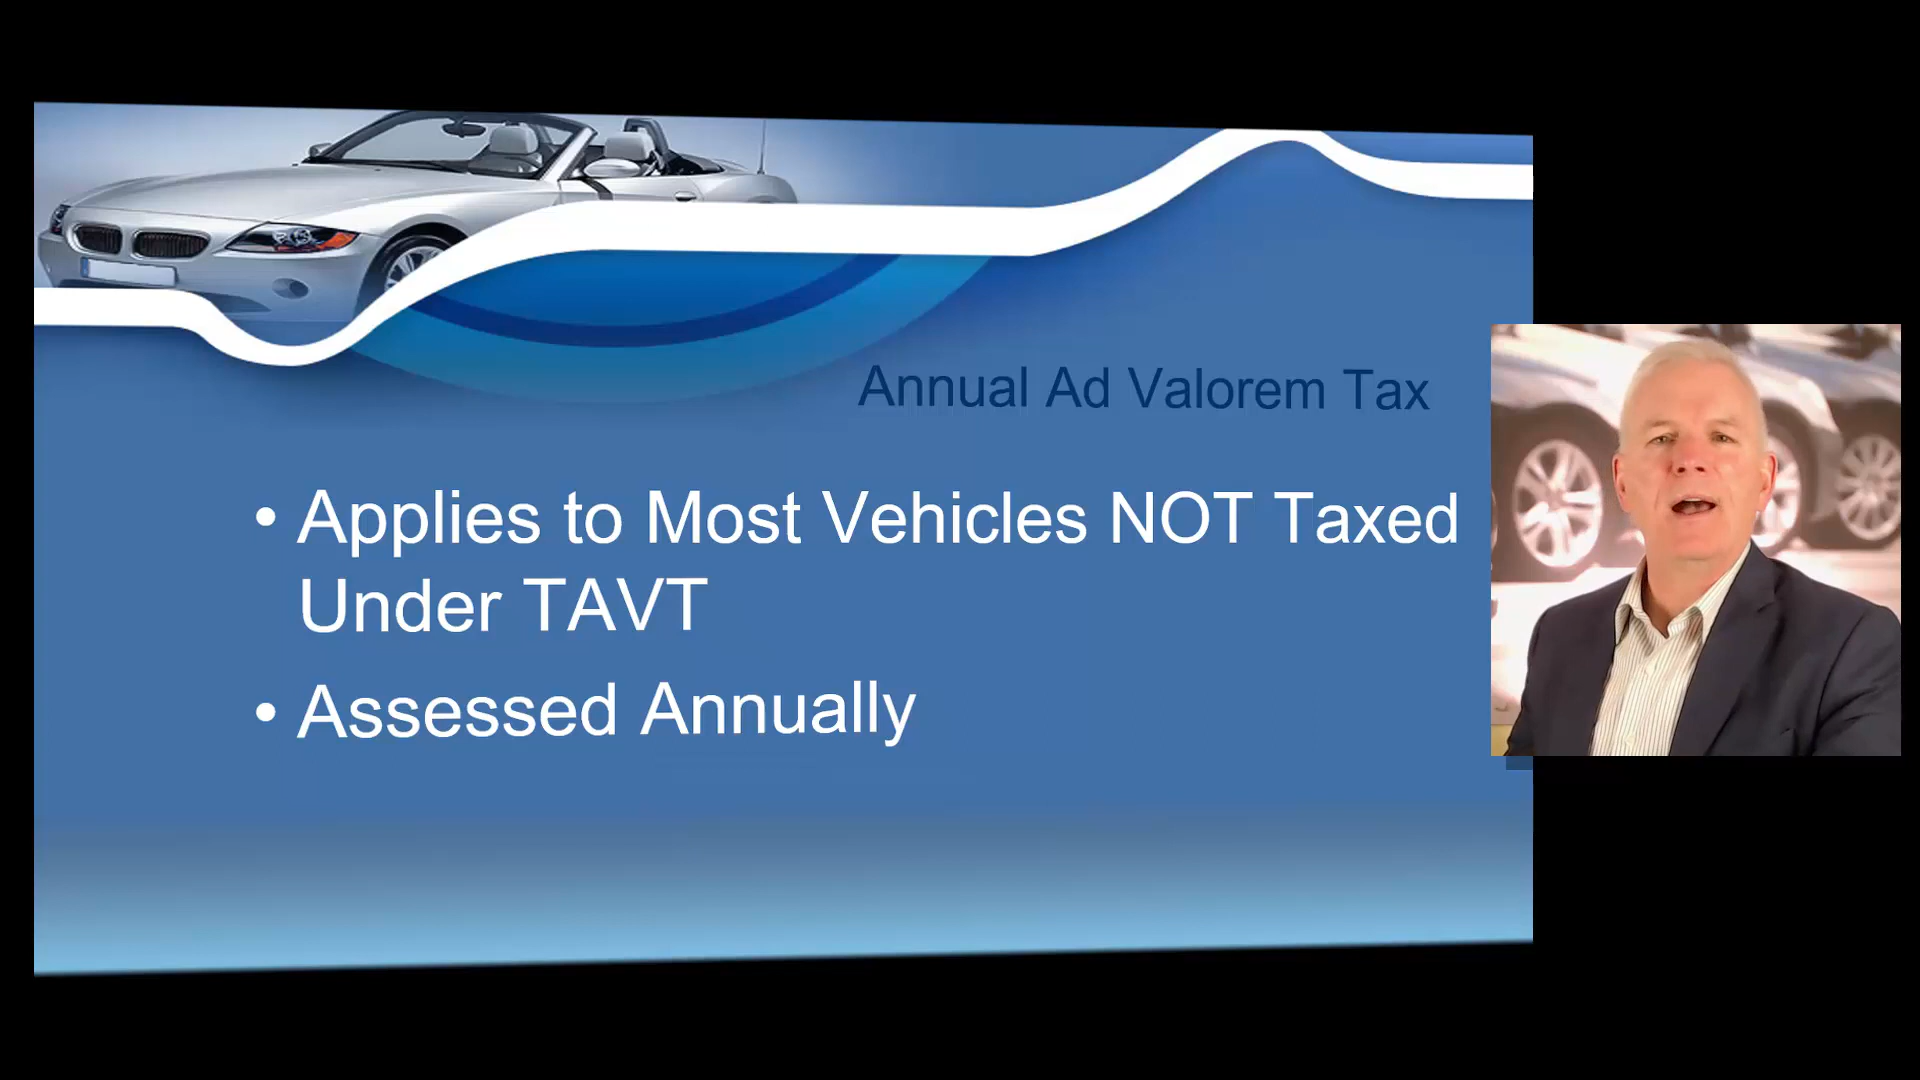 Annual Ad Valorem Tax
• Applies to Most Vehicles NOT Taxed
Under TAVT
• Assessed Annually